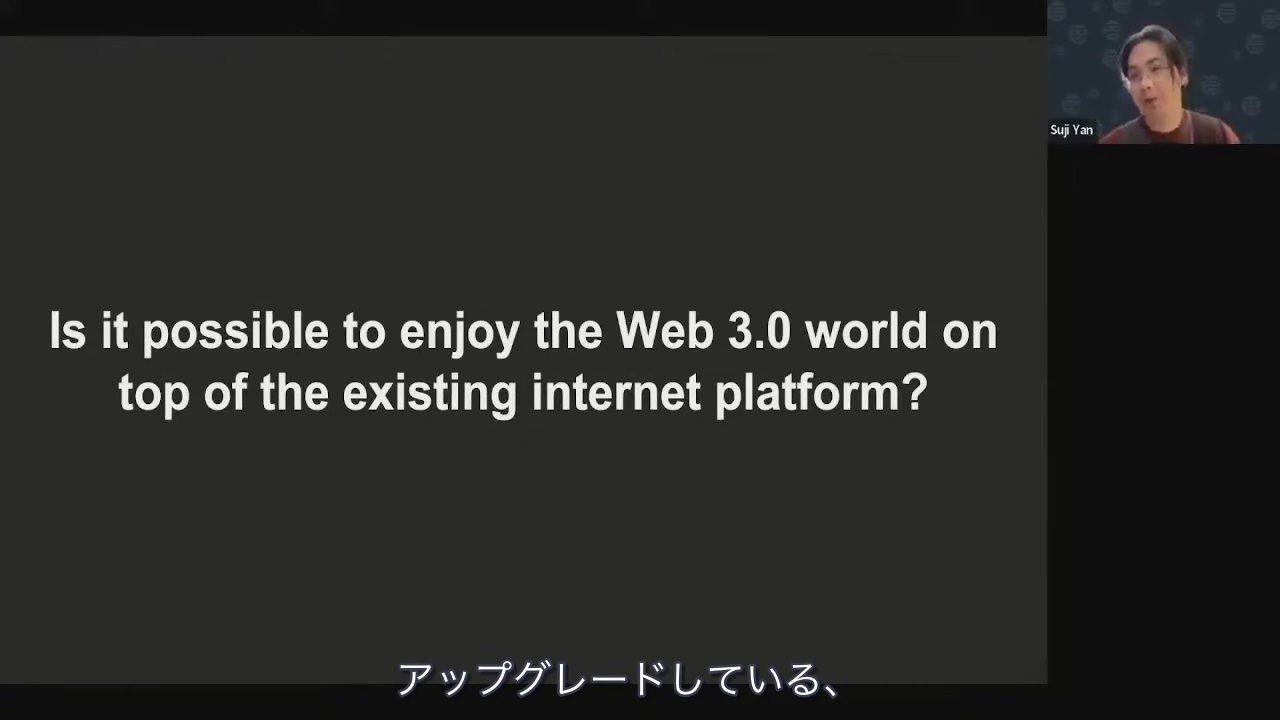 Suji Yan
Is it possible to enjoy the Web 3.0 world on
top of the existing internet platform?
アップグレードしている、